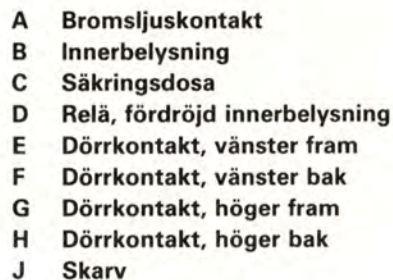 A Bromsljuskontakt
B Innerbelysning
C Säkringsdosa
D Relä, fördröjd innerbelysning
E Dörrkontakt, vänster fram
F Dörrkontakt, vänster bak
G Dörrkontakt, höger fram
H Dörrkontakt, höger bak
J Skarv